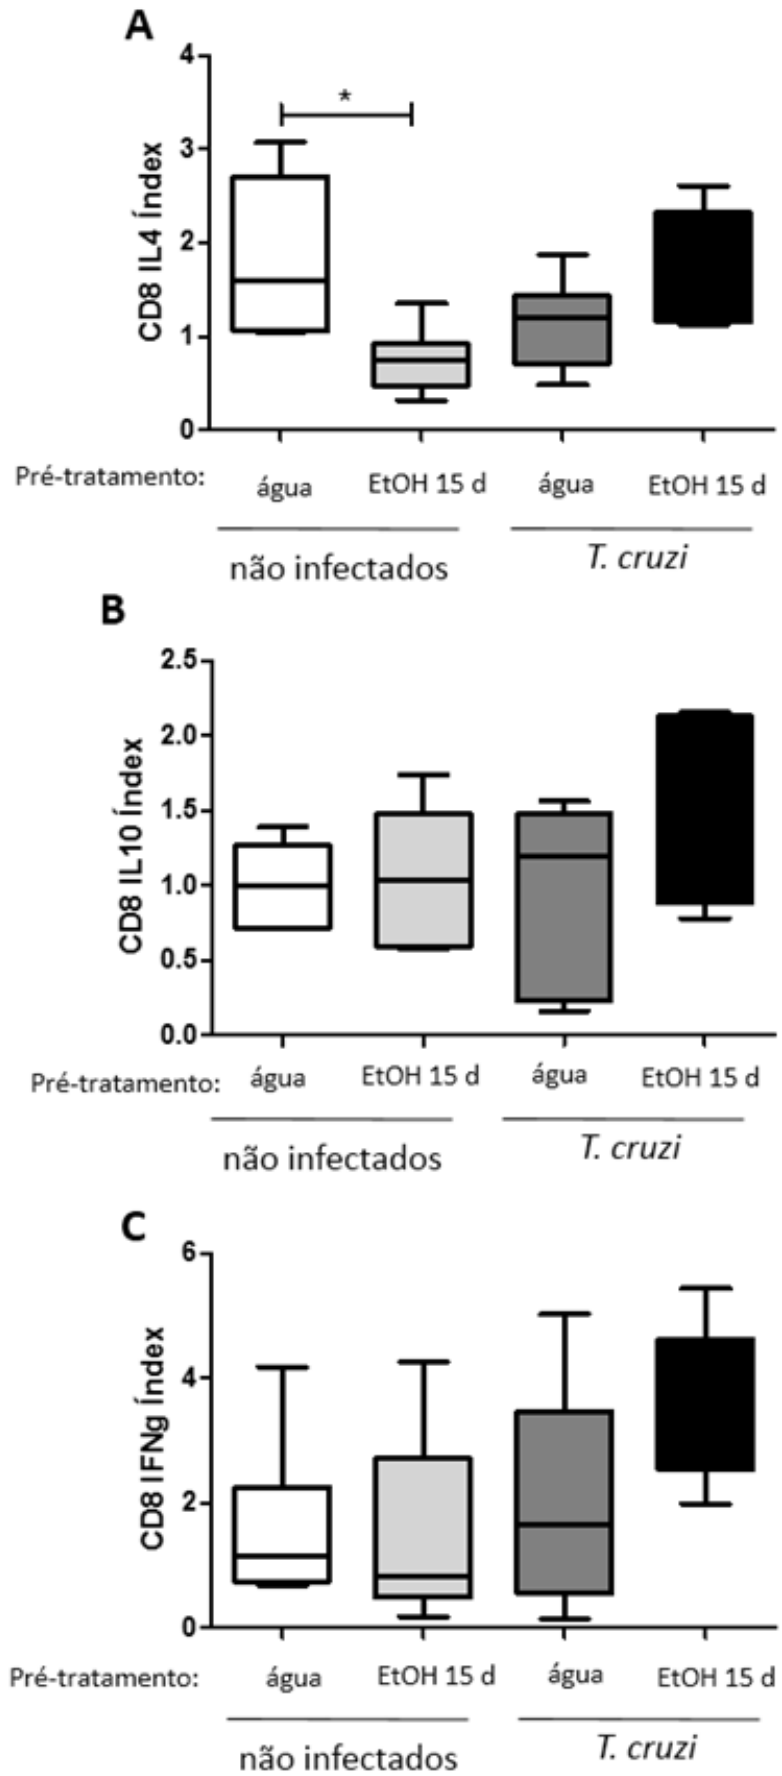 A
4
3
2
1
0
CD8 IL4 Índex
*
Pré-tratamento: água EtOH 15 d água EtOH 15 d
não infectados T. cruzi
B
2.5
2.0
1.5
1.0
0.5
0.0
CD8 IL10 Índex
Pré-tratamento: água EtOH 15 d água EtOH 15 d
não infectados T. cruzi
C
6
4
2
0
CD8 IFNg Índex
Pré-tratamento: água EtOH 15 d água EtOH 15 d
não infectados T. cruzi